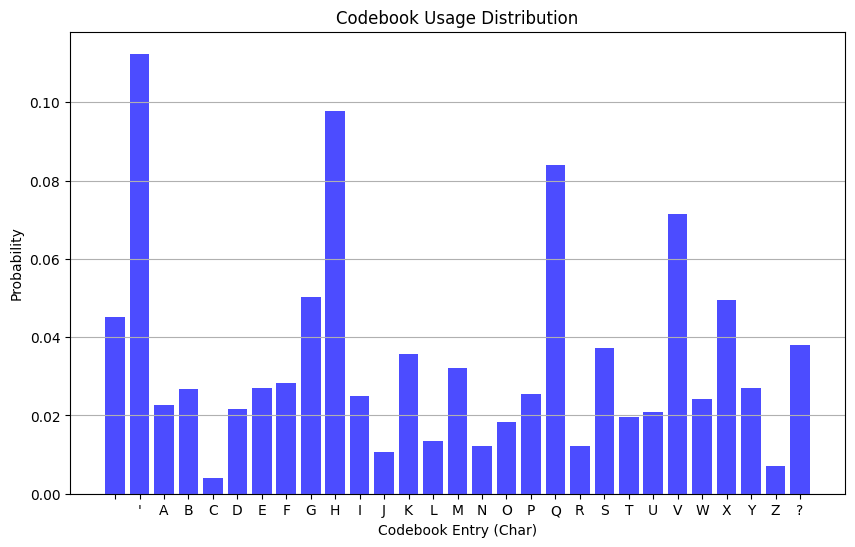 Codebook Usage Distribution
Probability
0.10
0.08
0.06
0.04
0.02
0.00
' A B C D E F G H I J K L M N O P Q R S T U V W X Y Z ?
Codebook Entry (Char)